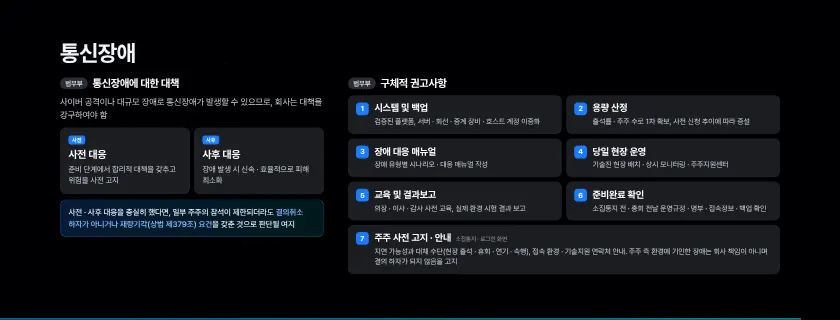 통신장애
법무부 통신장애에 대한 대책
사이버 공격이나 대규모 장애로 통신장애가 발생할 수 있으므로, 회사는 대책을
강구하여야 함
사전
사전 대응
준비 단계에서 합리적 대책을 갖추고
위험을 사전 고지
사후
사후 대응
장애 발생 시 신속 · 효율적으로 피해
최소화
사전 · 사후 대응을 충실히 했다면, 일부 주주의 참석이 제한되더라도 결의취소
하자가 아니거나 재량기각(상법 제379조) 요건을 갖춘 것으로 판단될 여지
법무부 구체적 권고사항
1 시스템 및 백업
검증된 플랫폼, 서버 · 회선 · 중계 장비 · 호스트 계정 이중화
2 용량 산정
출석률 · 주주 수로 1차 확보, 사전 신청 추이에 따라 증설
3 장애 대응 매뉴얼
장애 유형별 시나리오 · 대응 매뉴얼 작성
4 당일 현장 운영
기술진 현장 배치 · 상시 모니터링 · 주주지원센터
5 교육 및 결과보고
의장 · 이사 · 감사 사전 교육, 실제 환경 시험 결과 보고
6 준비완료 확인
소집통지 전 · 총회 전날 운영규정 · 명부 · 접속정보 · 백업 확인
7 주주 사전 고지 · 안내 소집통지 · 로그인 화면
지연 가능성과 대체 수단(현장 출석 · 휴회 · 연기 · 속행), 접속 환경 · 기술지원 연락처 안내. 주주 측 환경에 기인한 장애는 회사 책임이 아니며
결의 하자가 되지 않음을 고지